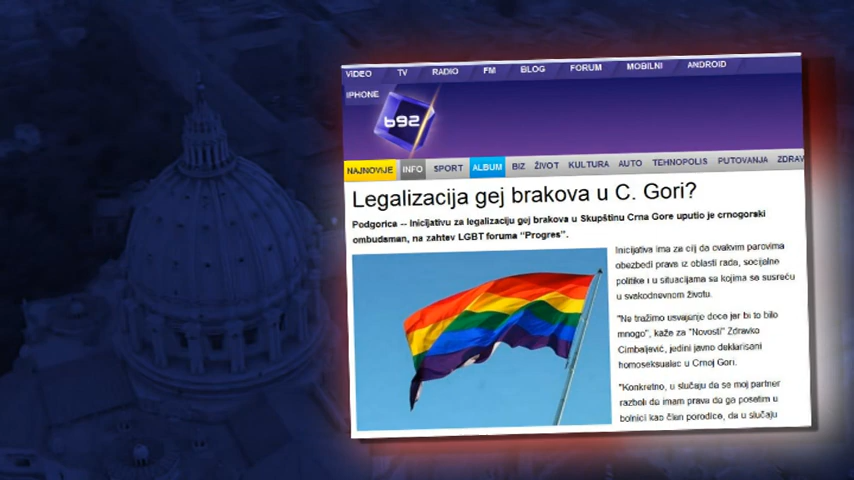 VIDEO TV RADIO FM BLOG FORUM MOBILNI ANDROID
IPHONE
b92
NAJNOVIJE INFO SPORT ALBUM BIZ ŽIVOT KULTURA AUTO TEHNOPOLIS PUTOVANJA ZDRAV
Legalizacija gej brakova u C. Gori?
Podgorica -- Inicijativu za legalizaciju gej brakova u Skupštinu Crne Gore uputio je crnogorski
ombudsman, na zahtev LGBT foruma "Progres".
Inicijativa ima za cilj da ovakvim parovima
obezbedi prava iz oblasti rada, socijalne
politike i u situacijama sa kojima se susreću
u svakodnevnom životu.
"Ne tražimo usvajanje dece jer bi to bilo
mnogo", kaže za "Novosti" Zdravko
Cimbaljević, jedini javno deklarisani
homoseksualac u Crnoj Gori.
"Konkretno, u slučaju da se moj partner
razboli da imam prava da ga posetim u
bolnici kao član porodice, da u slučaju